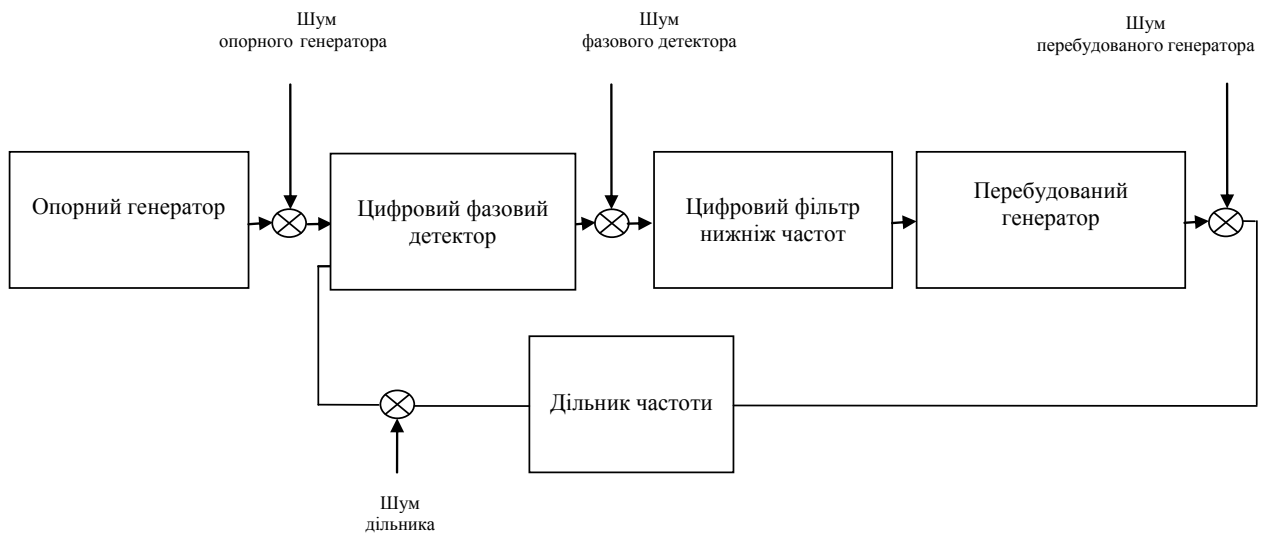 Шум
опорного генератора
Шум
фазового детектора
Шум
перебудованого генератора
Опорний генератор
Цифровий фазовий
детектор
Цифровий фільтр
нижніж частот
Перебудований
генератор
Дільник частоти
Шум
дільника